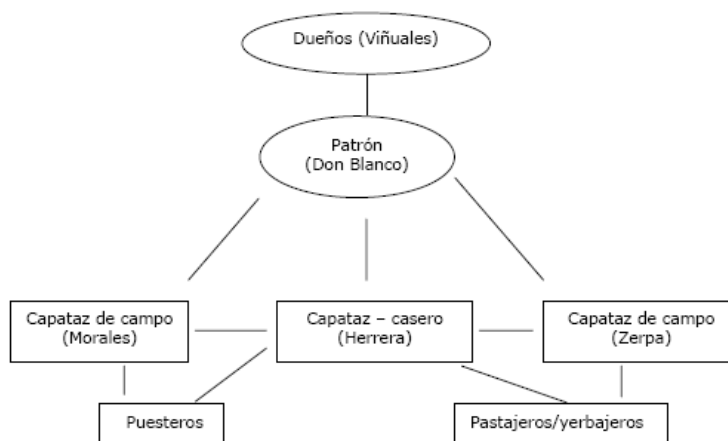 Dueños (Viñuales)
Patrón
(Don Blanco)
Capataz de campo
(Morales)
Capataz – casero
(Herrera)
Capataz de campo
(Zerpa)
Puesteros
Pastajeros/yerbajeros